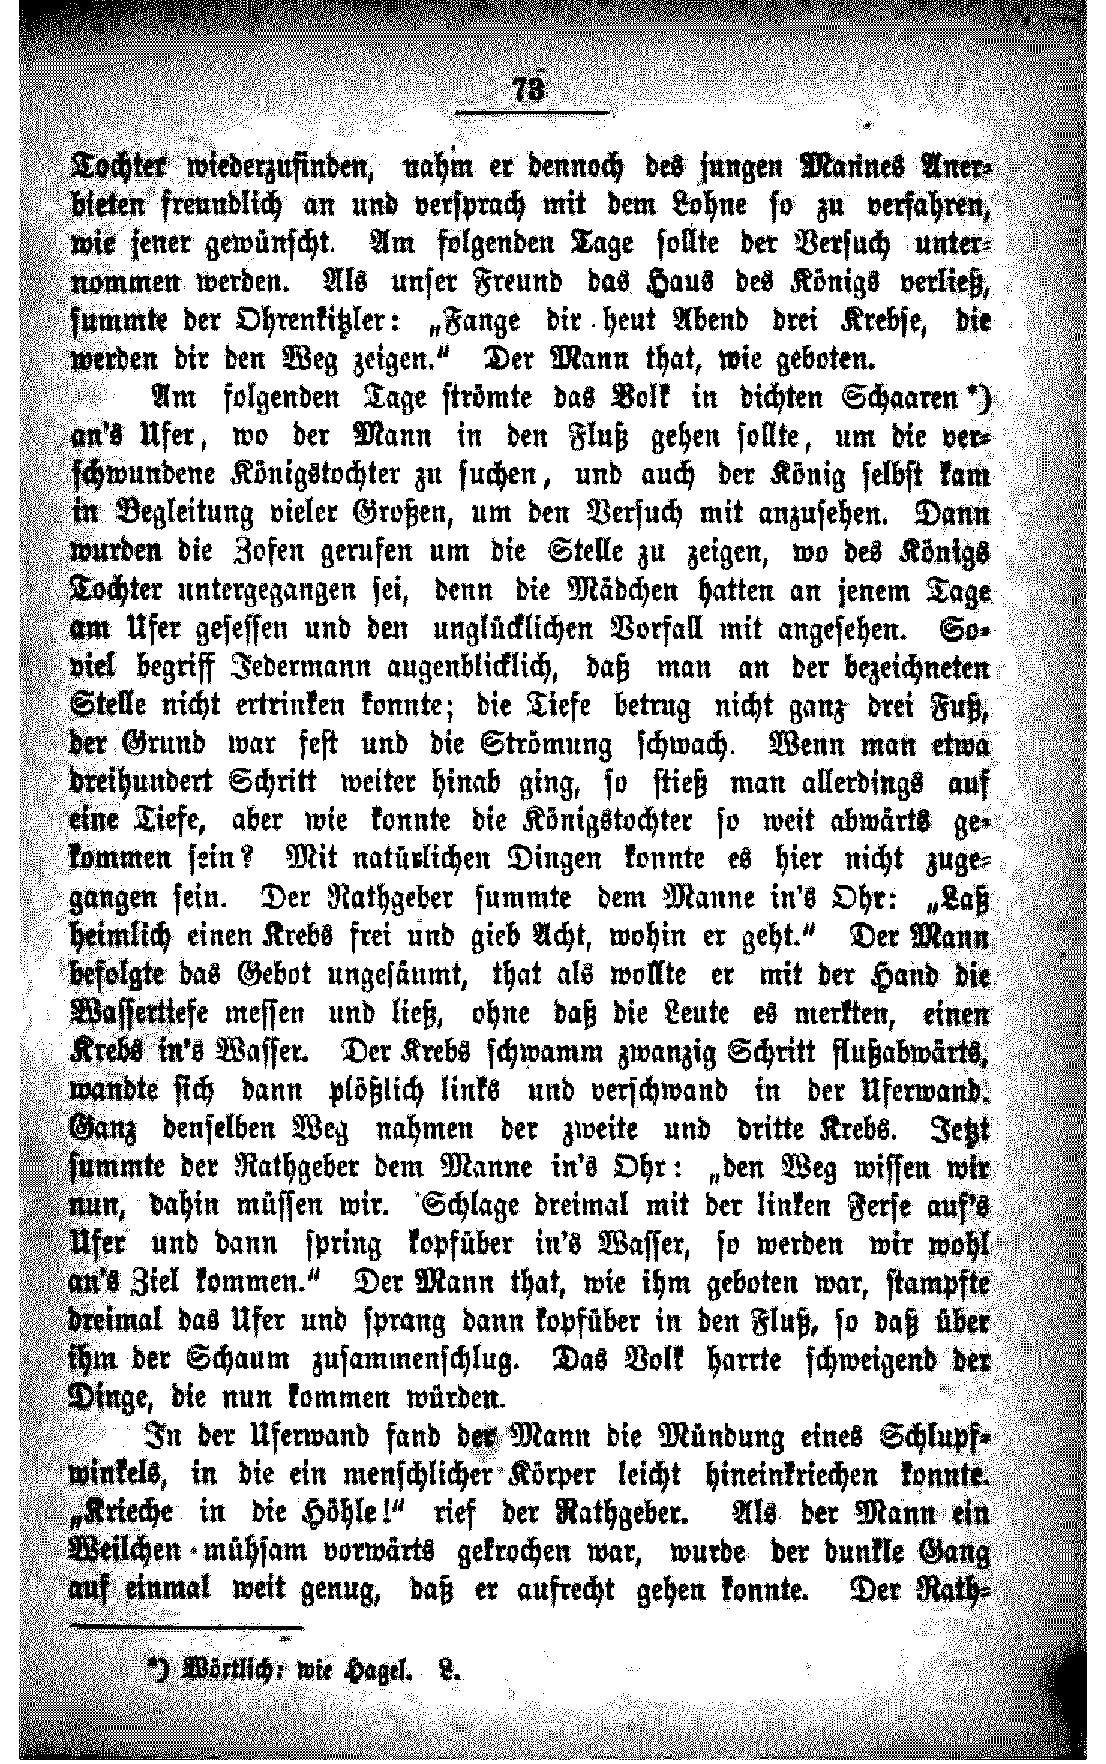 73
Tochter wiederzufinden, nahm er dennoch des jungen Mannes Aner-
bieten freundlich an und versprach mit dem Lohne so zu verfahren,
wie jener gewünscht. Am folgenden Tage sollte der Versuch unter-
nommen werden. Als unser Freund das Haus des Königs verließ,
summte der Ohrenkitzler: „Fange dir heut Abend drei Krebse, die
werden dir den Weg zeigen.“ Der Mann that, wie geboten.
Am folgenden Tage strömte das Volk in dichten Schaaren *)
an's Ufer, wo der Mann in den Fluß gehen sollte, um die ver-
schwundene Königstochter zu suchen, und auch der König selbst kam
in Begleitung vieler Großen, um den Versuch mit anzusehen. Dann
wurden die Zofen gerufen um die Stelle zu zeigen, wo des Königs
Tochter untergegangen sei, denn die Mädchen hatten an jenem Tage
am Ufer gesessen und den unglücklichen Vorfall mit angesehen. So-
viel begriff Jedermann augenblicklich, daß man an der bezeichneten
Stelle nicht ertrinken konnte; die Tiefe betrug nicht ganz drei Fuß,
der Grund war fest und die Strömung schwach. Wenn man etwa
dreihundert Schritt weiter hinab ging, so stieß man allerdings auf
eine Tiefe, aber wie konnte die Königstochter so weit abwärts ge-
kommen sein? Mit natürlichen Dingen konnte es hier nicht zuge-
gangen sein. Der Rathgeber summte dem Manne in's Ohr: „Laß
heimlich einen Krebs frei und gieb Acht, wohin er geht.“ Der Mann
befolgte das Gebot ungesäumt, that als wollte er mit der Hand die
Wassertiefe messen und ließ, ohne daß die Leute es merkten, einen
Krebs in's Wasser. Der Krebs schwamm zwanzig Schritt flußabwärts,
wandte sich dann plößlich links und verschwand in der Uferwand.
Ganz denselben Weg nahmen der zweite und dritte Krebs. Jetzt
summte der Rathgeber dem Manne in's Ohr: „den Weg wissen wir
nun, dahin müssen wir. Schlage dreimal mit der linken Ferse auf's
Ufer und dann spring kopfüber in's Wasser, so werden wir wohl
an's Ziel kommen.“ Der Mann that, wie ihm geboten war, stampfte
dreimal das Ufer und sprang dann kopfüber in den Fluß, so daß über
ihm der Schaum zusammenschlug. Das Volk harrte schweigend der
Dinge, die nun kommen würden.
In der Uferwand fand der Mann die Mündung eines Schlupf-
winkels, in die ein menschlicher Körper leicht hineinkriechen konnte.
„Krieche in die Höhle!“ rief der Rathgeber. Als der Mann ein
Weilchen mühsam vorwärts gekrochen war, wurde der dunkle Gang
auf einmal weit genug, daß er aufrecht gehen konnte. Der Rath-
*) Wörtlich: wie Hagel. L.